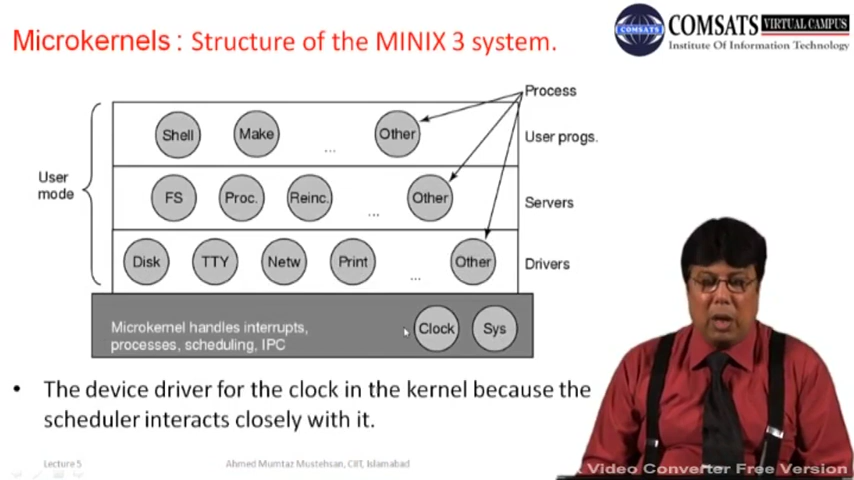 Microkernels : Structure of the MINIX 3 system.
COMSATS
COMSATS VIRTUAL CAMPUS
Institute Of Information Technology
Process
Shell
Make
...
Other
User progs.
User
mode
FS
Proc.
Reinc.
...
Other
Servers
Disk
TTY
Netw
Print
...
Other
Drivers
Microkernel handles interrupts,
processes, scheduling, IPC
Clock
Sys
• The device driver for the clock in the kernel because the
scheduler interacts closely with it.
Lecture 5
Ahmed Mumtaz Mustehsan, CIIT, Islamabad
Video Converter Free Version